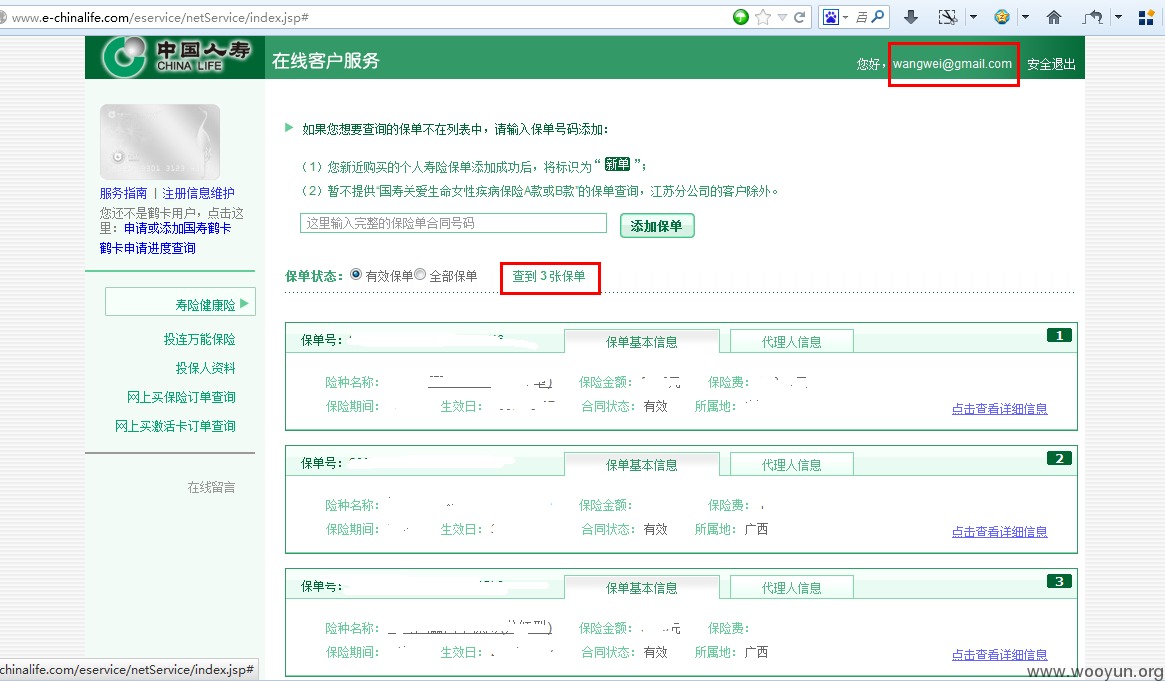 www.e-chinalife.com/eservice/netService/index.jsp#
中国人寿
CHINA LIFE
在线客户服务
您好，wangwei@gmail.com 安全退出
服务指南 | 注册信息维护
您还不是鹤卡用户，点击这
里：申请或添加国寿鹤卡
鹤卡申请进度查询
寿险健康险
投连万能保险
投保人资料
网上买保险订单查询
网上买激活卡订单查询
在线留言
如果您想要查询的保单不在列表中，请输入保单号码添加：
（1）您新近购买的个人寿险保单添加成功后，将标识为“新单”；
（2）暂不提供“国寿关爱生命女性疾病保险A款或B款”的保单查询，江苏分公司的客户除外。
这里输入完整的保险单合同号码 添加保单
保单状态： 有效保单 全部保单 查到 3 张保单
保单号： 保单基本信息 代理人信息 1
险种名称： 保险金额： 元 保险费： 元
保险期间： 生效日： 合同状态：有效 所属地：
点击查看详细信息
保单号： 保单基本信息 代理人信息 2
险种名称： 保险金额： 保险费：
保险期间： 生效日： 合同状态：有效 所属地：广西
点击查看详细信息
保单号： 保单基本信息 代理人信息 3
险种名称： 保险金额： 元 保险费：
保险期间： 生效日： 合同状态：有效 所属地：广西
点击查看详细信息
chinalife.com/eservice/netService/index.jsp#
www.wooyun.org